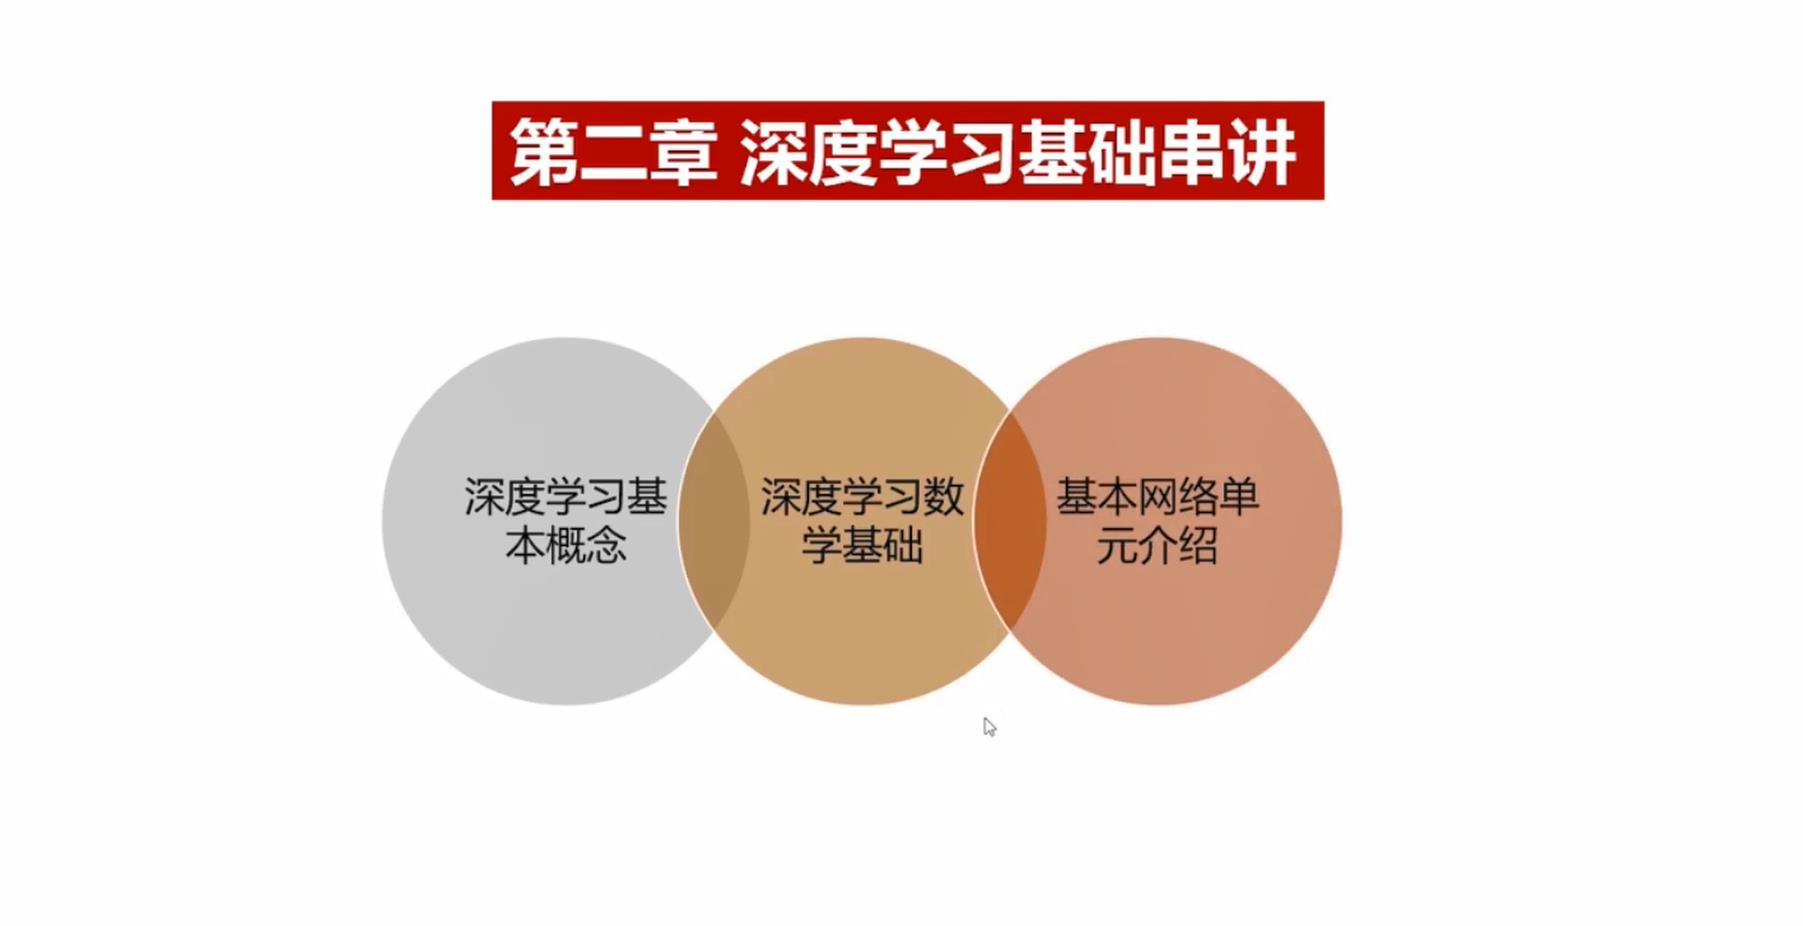 第二章 深度学习基础串讲
深度学习基
本概念
深度学习数
学基础
基本网络单
元介绍